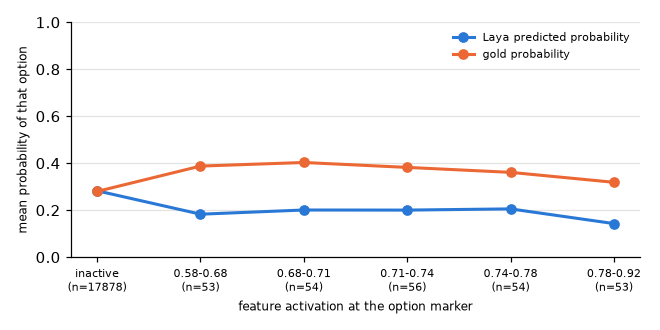 mean probability of that option
1.0
0.8
0.6
0.4
0.2
0.0
Laya predicted probability
gold probability
inactive
(n=17878)
0.58-0.68
(n=53)
0.68-0.71
(n=54)
0.71-0.74
(n=56)
0.74-0.78
(n=54)
0.78-0.92
(n=53)
feature activation at the option marker